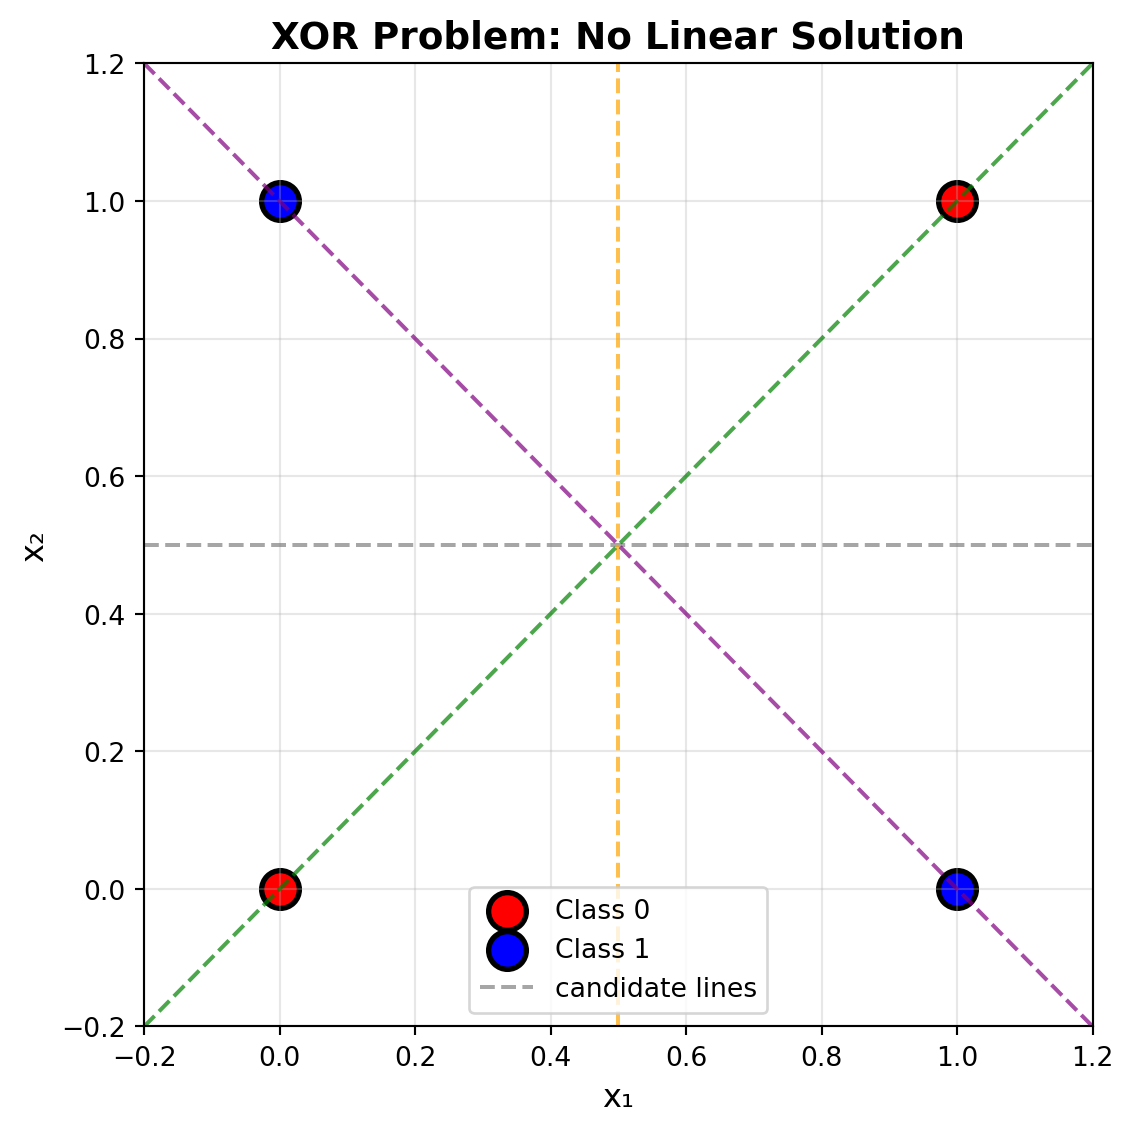 XOR Problem: No Linear Solution
1.2
1.0
0.8
0.6
x₂
0.4
0.2
0.0
−0.2
Class 0
Class 1
candidate lines
−0.2 0.0 0.2 0.4 0.6 0.8 1.0 1.2
x₁